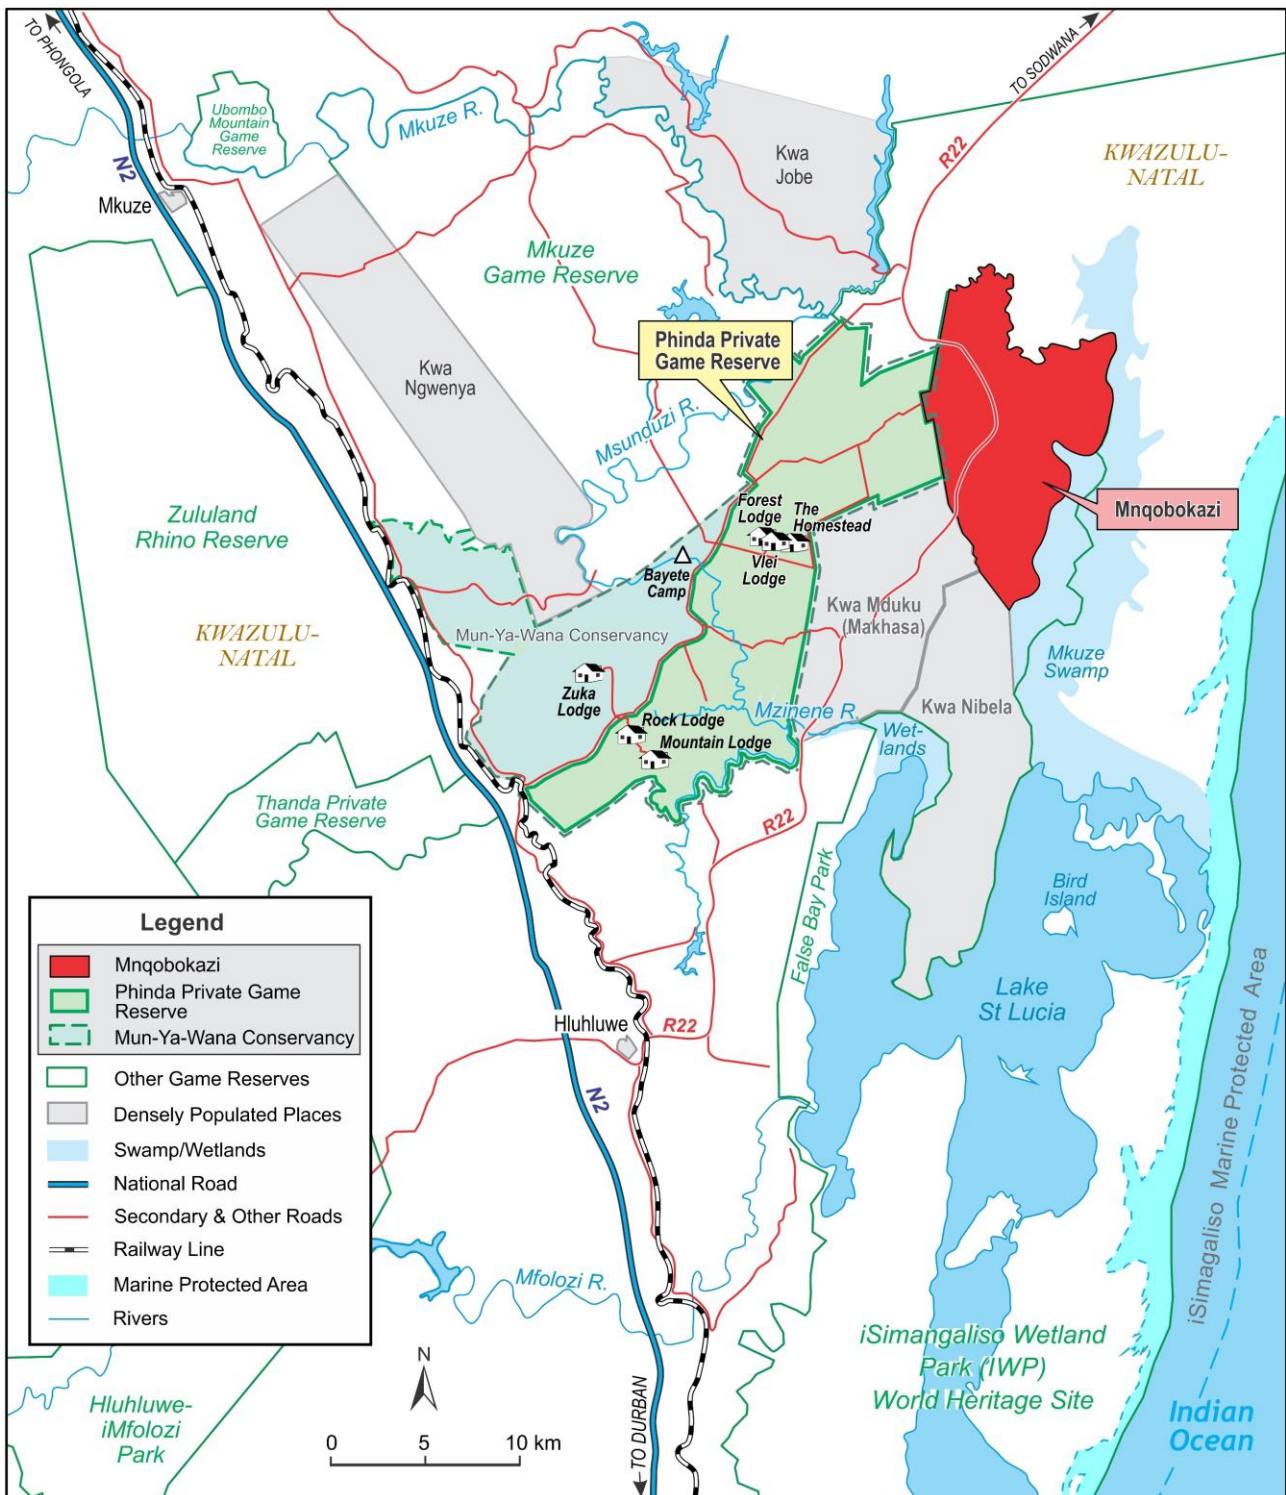 TO PHONGOLA
TO SODWANA
Ubombo
Mountain
Game
Reserve
Mkuze R.
N2
Mkuze
Kwa
Jobe
R22
KWAZULU-
NATAL
Mkuze
Game Reserve
Phinda Private
Game Reserve
Kwa
Ngwenya
Msunduzi R.
Mnqobokazi
Zululand
Rhino Reserve
Forest
Lodge
The
Homestead
Vlei
Lodge
Bayete
Camp
Kwa Mduku
(Makhasa)
KWAZULU-
NATAL
Mun-Ya-Wana Conservancy
Mkuze
Swamp
Zuka
Lodge
Rock Lodge
Mountain Lodge
Mzinene R.
Kwa Nibela
Wet-
lands
Thanda Private
Game Reserve
R22
False Bay Park
Bird
Island
Lake
St Lucia
Hluhluwe
R22
N2
iSimagaliso Marine Protected Area
Legend
Mnqobokazi
Phinda Private Game
Reserve
Mun-Ya-Wana Conservancy
Other Game Reserves
Densely Populated Places
Swamp/Wetlands
National Road
Secondary & Other Roads
Railway Line
Marine Protected Area
Rivers
Mfolozi R.
iSimangaliso Wetland
Park (IWP)
World Heritage Site
Indian
Ocean
Hluhluwe-
iMfolozi
Park
N
0 5 10 km
TO DURBAN